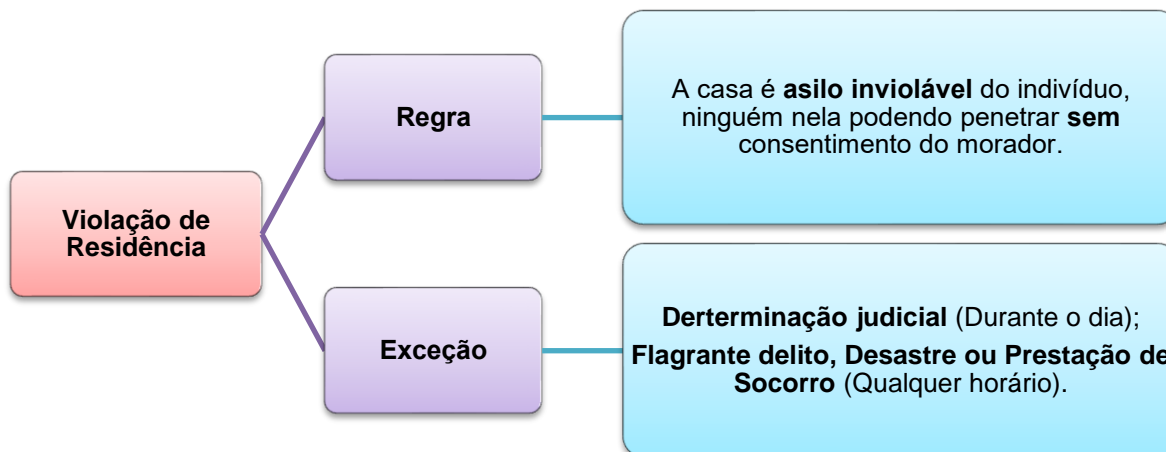 Violação de
Residência
Regra
A casa é asilo inviolável do indivíduo,
ninguém nela podendo penetrar sem
consentimento do morador.
Exceção
Derterminação judicial (Durante o dia);
Flagrante delito, Desastre ou Prestação de
Socorro (Qualquer horário).